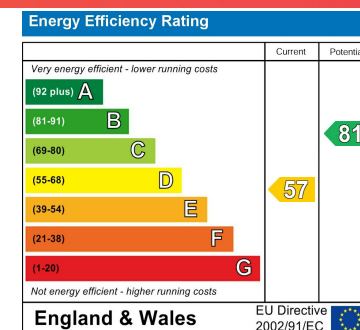 Energy Efficiency Rating
Current Potentia
Very energy efficient - lower running costs
(92 plus) A
(81-91) B
(69-80) C
(55-68) D
(39-54) E
(21-38) F
(1-20) G
57
81
Not energy efficient - higher running costs
England & Wales
EU Directive
2002/91/EC